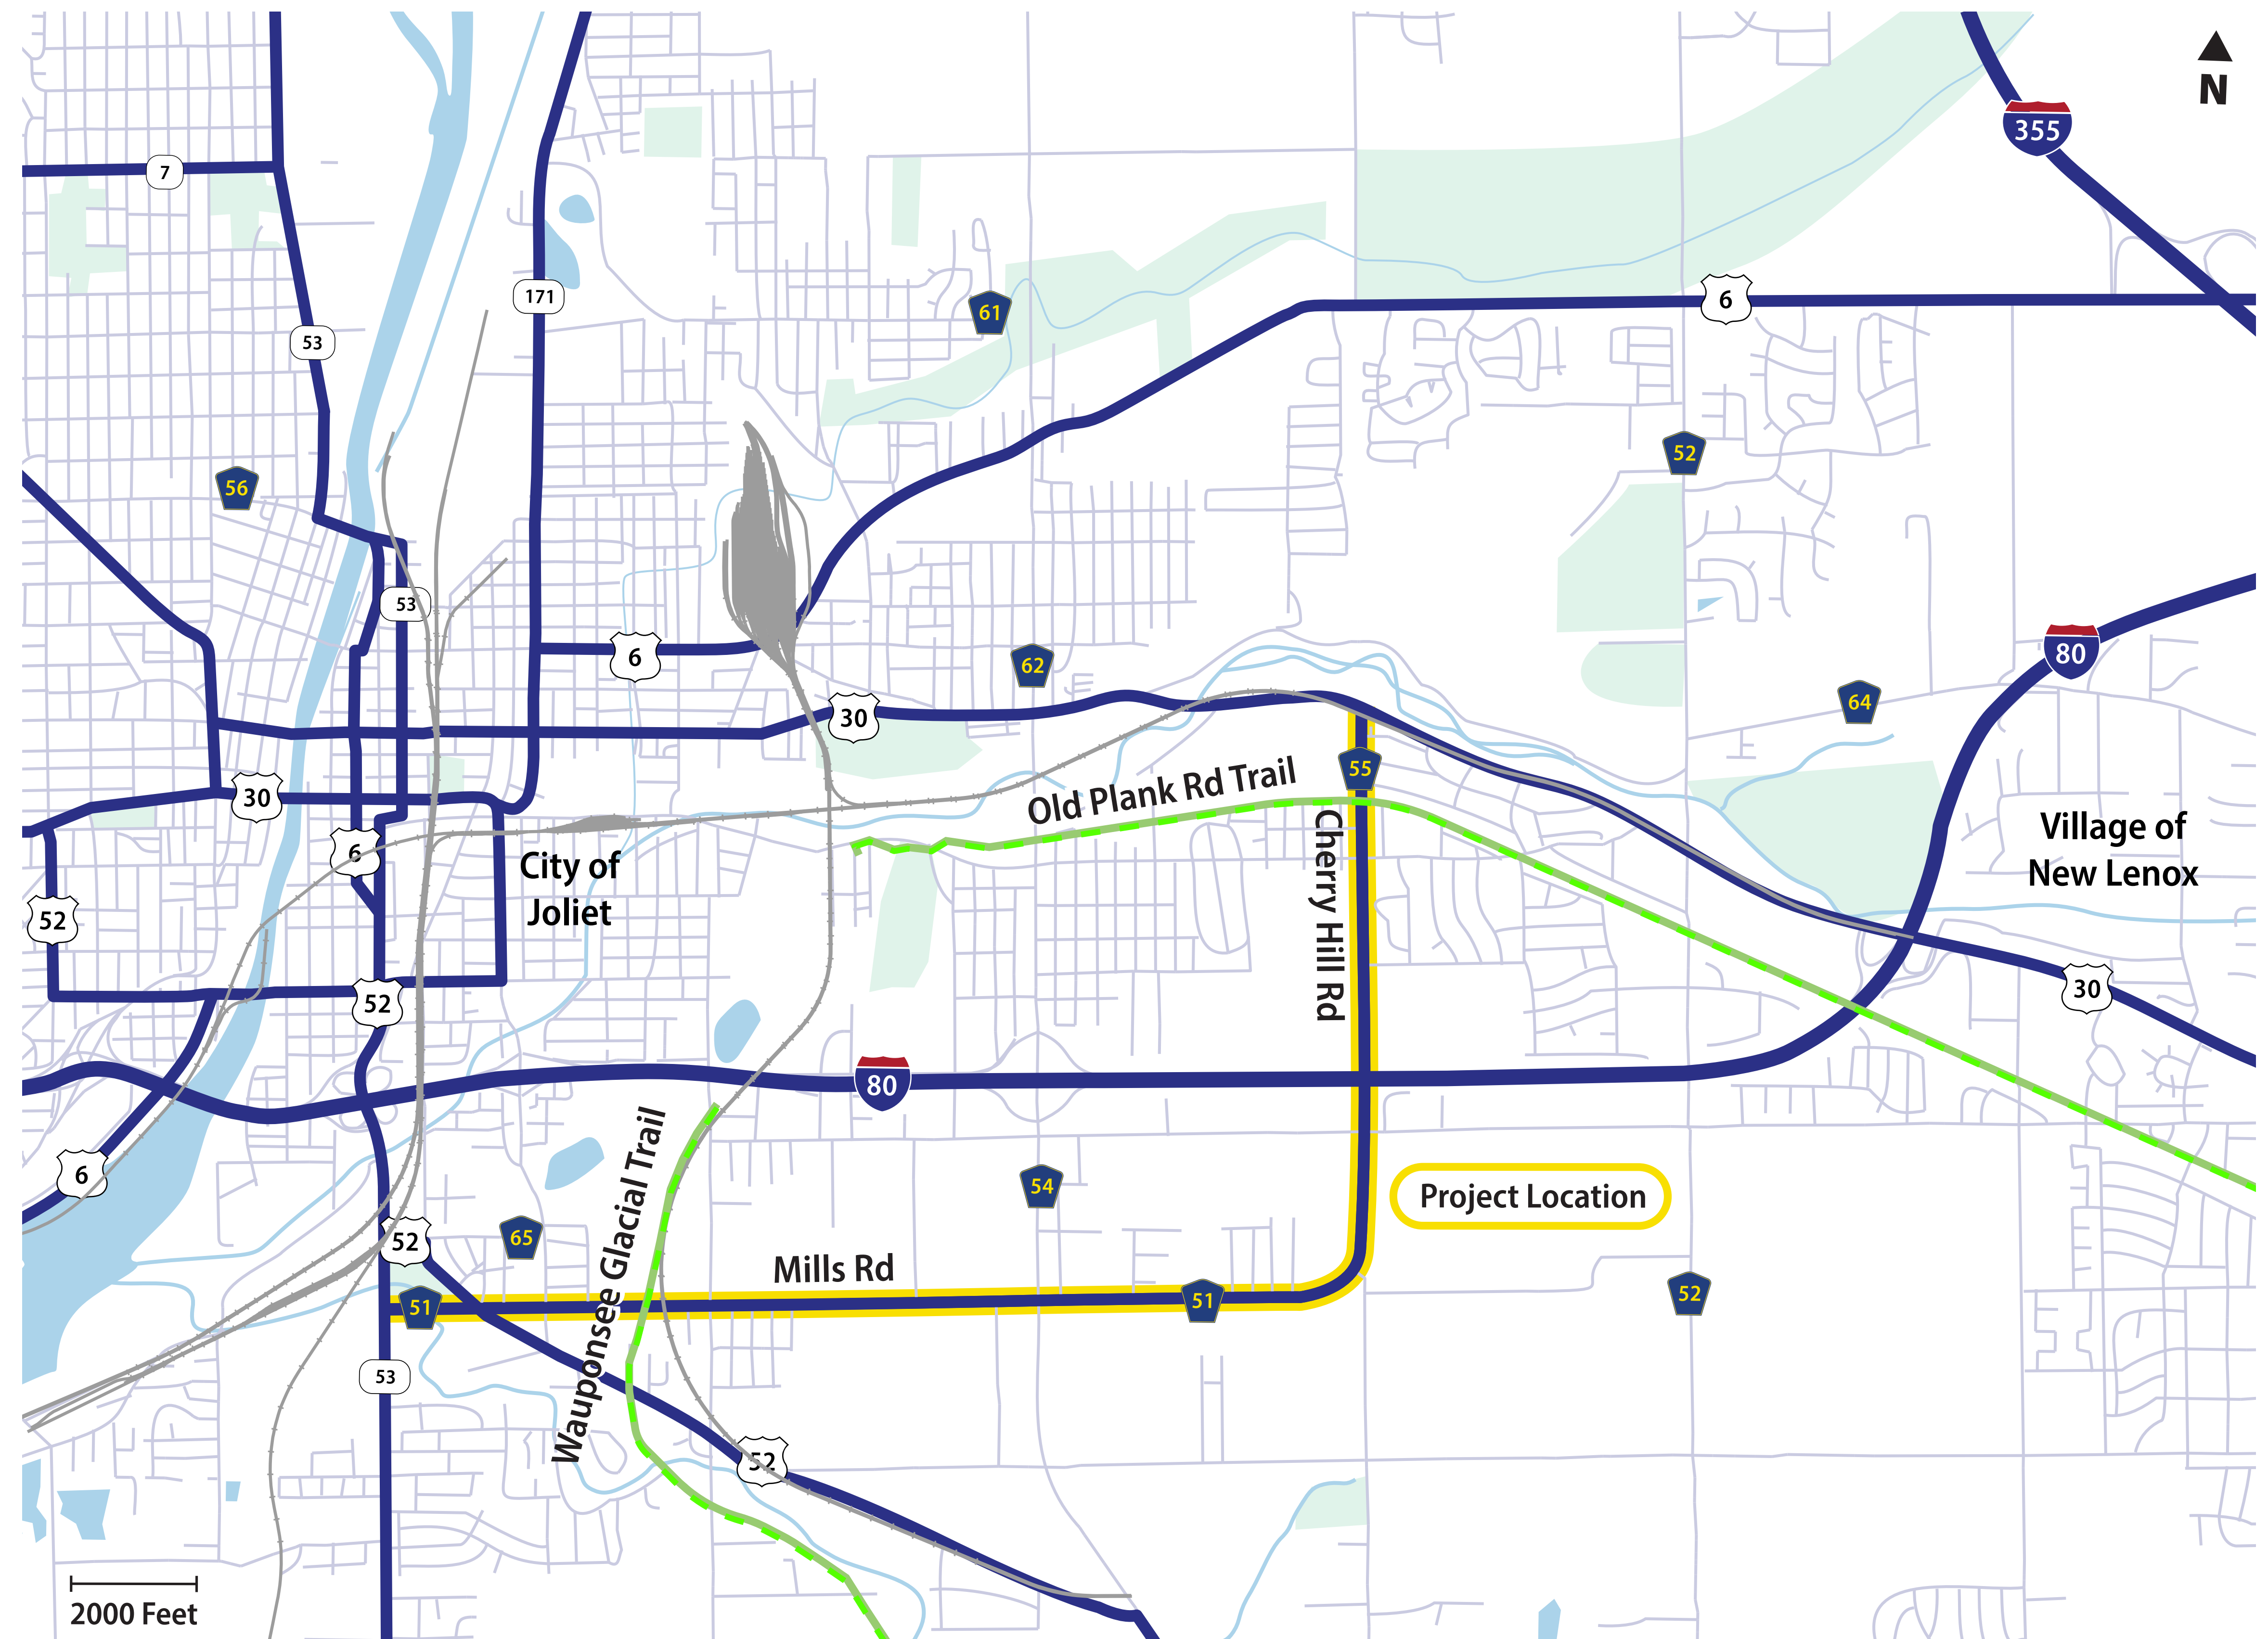 N
355
7
171
6
61
53
52
56
53
6
80
62
64
30
55
Old Plank Rd Trail
30
Cherry Hill Rd
Village of
New Lenox
6
City of
Joliet
52
30
52
80
6
Wauponsee Glacial Trail
54
Project Location
65
52
Mills Rd
51
51
52
53
52
2000 Feet